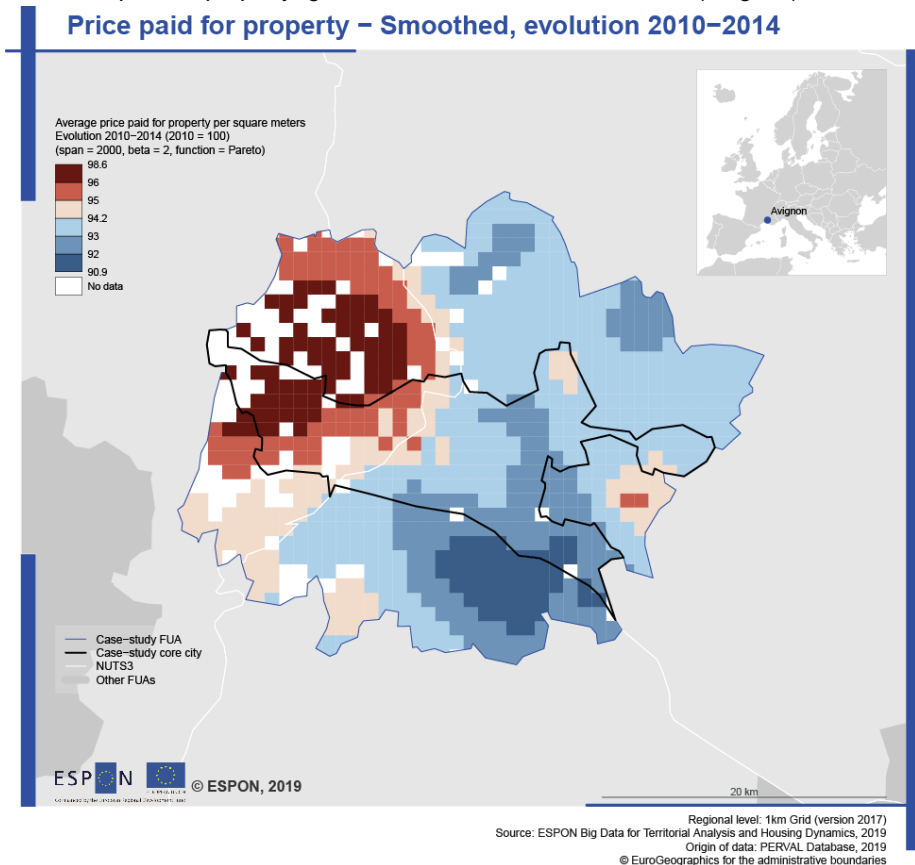 Price paid for property − Smoothed, evolution 2010−2014
Average price paid for property per square meters
Evolution 2010−2014 (2010 = 100)
(span = 2000, beta = 2, function = Pareto)
98.6
96
95
94.2
93
92
90.9
No data
Avignon
Case−study FUA
Case−study core city
NUTS3
Other FUAs
ESPON
© ESPON, 2019
20 km
Regional level: 1km Grid (version 2017)
Source: ESPON Big Data for Territorial Analysis and Housing Dynamics, 2019
Origin of data: PERVAL Database, 2019
© EuroGeographics for the administrative boundaries